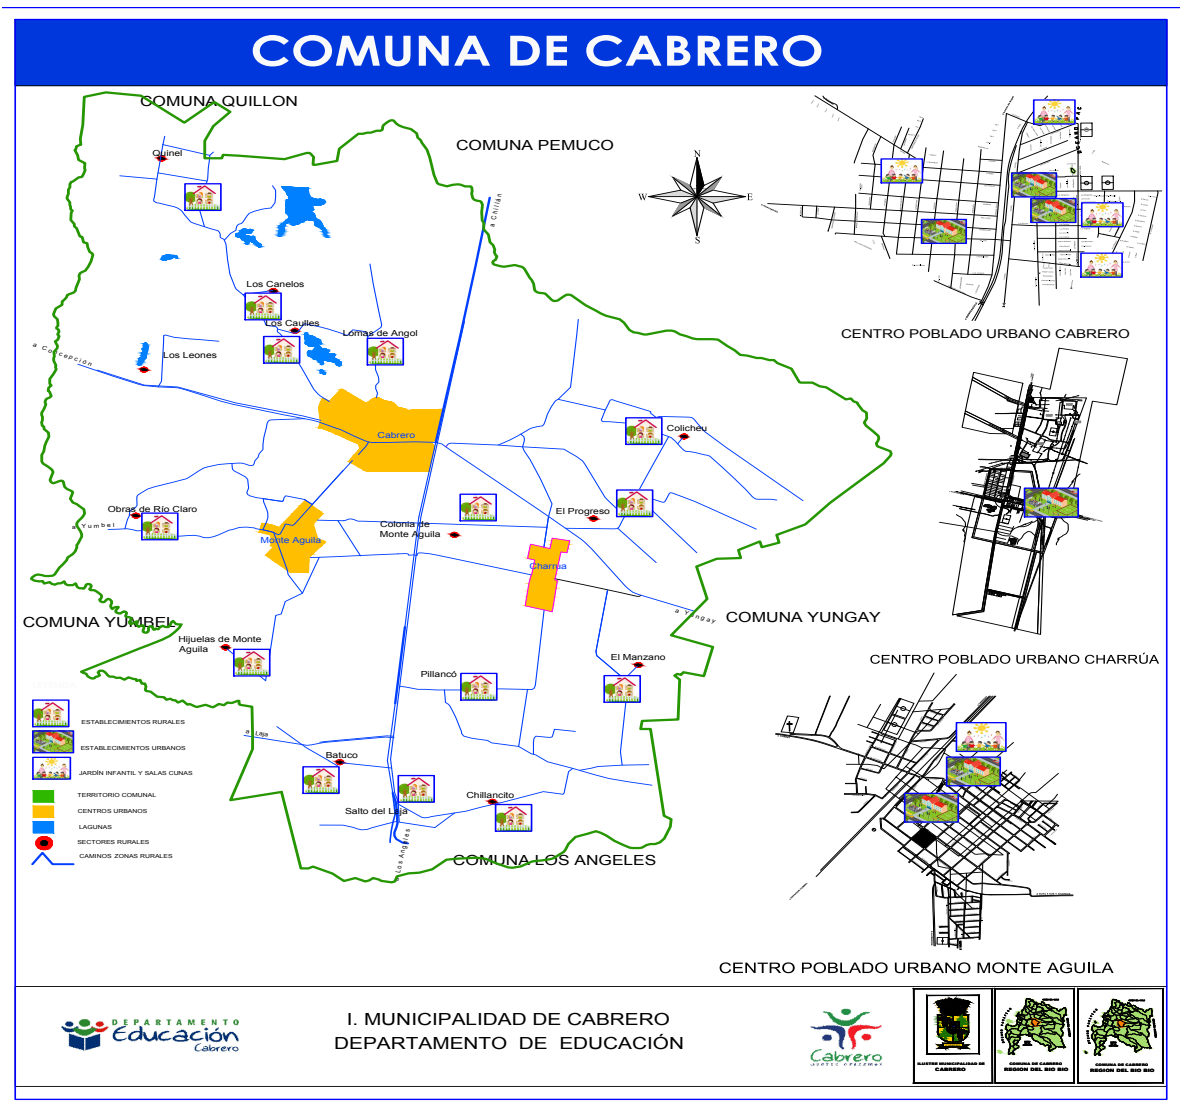 COMUNA DE CABRERO
COMUNA QUILLON
COMUNA PEMUCO
Quinel
N
W
E
S
a Chillán
Los Canelos
Los Caulles
Lomas de Angol
a Concepción
Los Leones
CENTRO POBLADO URBANO CABRERO
Cabrero
Colicheu
Obras de Río Claro
a Yumbel
Monte Aguila
Colonia de
Monte Aguila
El Progreso
Charrúa
a Yungay
COMUNA YUMBEL
COMUNA YUNGAY
Hijuelas de Monte
Aguila
El Manzano
CENTRO POBLADO URBANO CHARRÚA
Pillancó
ESTABLECIMIENTOS RURALES
ESTABLECIMIENTOS URBANOS
JARDÍN INFANTIL Y SALAS CUNAS
TERRITORIO COMUNAL
CENTROS URBANOS
LAGUNAS
SECTORES RURALES
CAMINOS ZONAS RURALES
a Laja
Batuco
Salto del Laja
Chillancito
a Los Angeles
COMUNA LOS ANGELES
CENTRO POBLADO URBANO MONTE AGUILA
DEPARTAMENTO
Educación
Cabrero
I. MUNICIPALIDAD DE CABRERO
DEPARTAMENTO DE EDUCACIÓN
Cabrero
ILUSTRE MUNICIPALIDAD DE
CABRERO
COMUNA DE CABRERO
REGION DEL BIO BIO
COMUNA DE CABRERO
REGION DEL BIO BIO